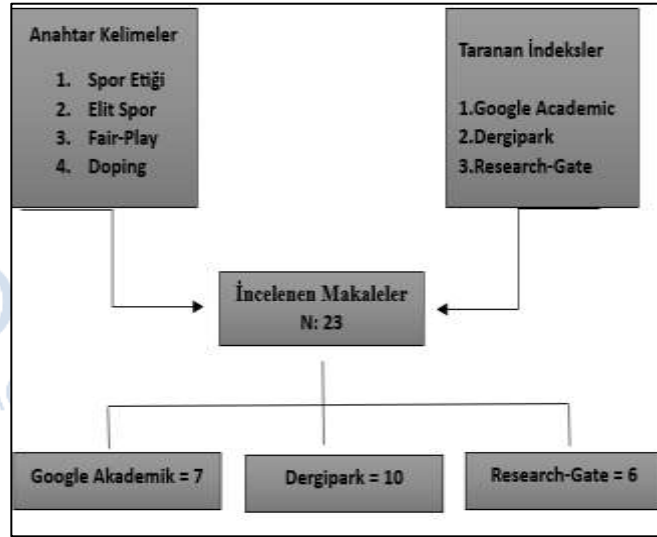 Anahtar Kelimeler
1. Spor Etiği
2. Elit Spor
3. Fair-Play
4. Doping
Taranan İndeksler
1.Google Academic
2.Dergipark
3.Research-Gate
İncelenen Makaleler
N: 23
Google Akademik = 7
Dergipark = 10
Research-Gate = 6